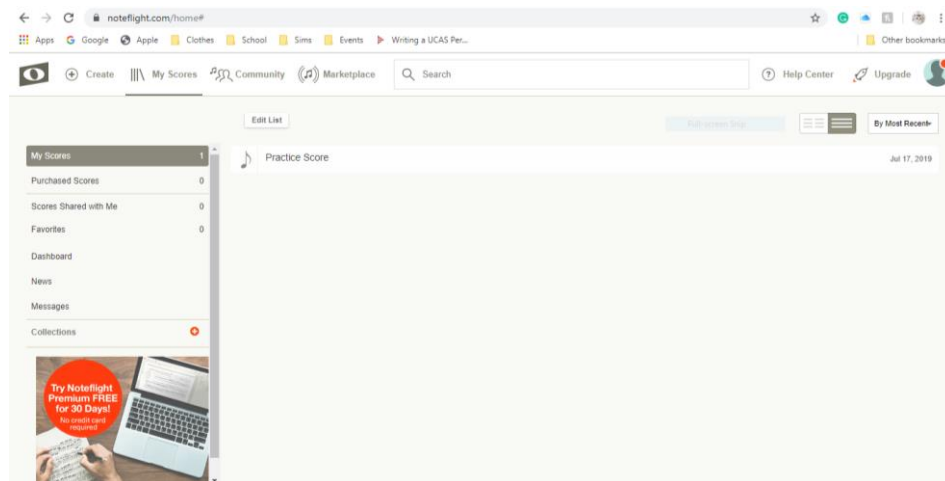 noteflight.com/home#
Apps Google Apple Clothes School Sims Events Writing a UCAS Per... Other bookmarks
Create My Scores Community Marketplace Search Help Center Upgrade
Edit List By Most Recent
My Scores 1
Practice Score Jul 17, 2019
Purchased Scores 0
Scores Shared with Me 0
Favorites 0
Dashboard
News
Messages
Collections
Try Noteflight
Premium FREE
for 30 Days!
No credit card
required